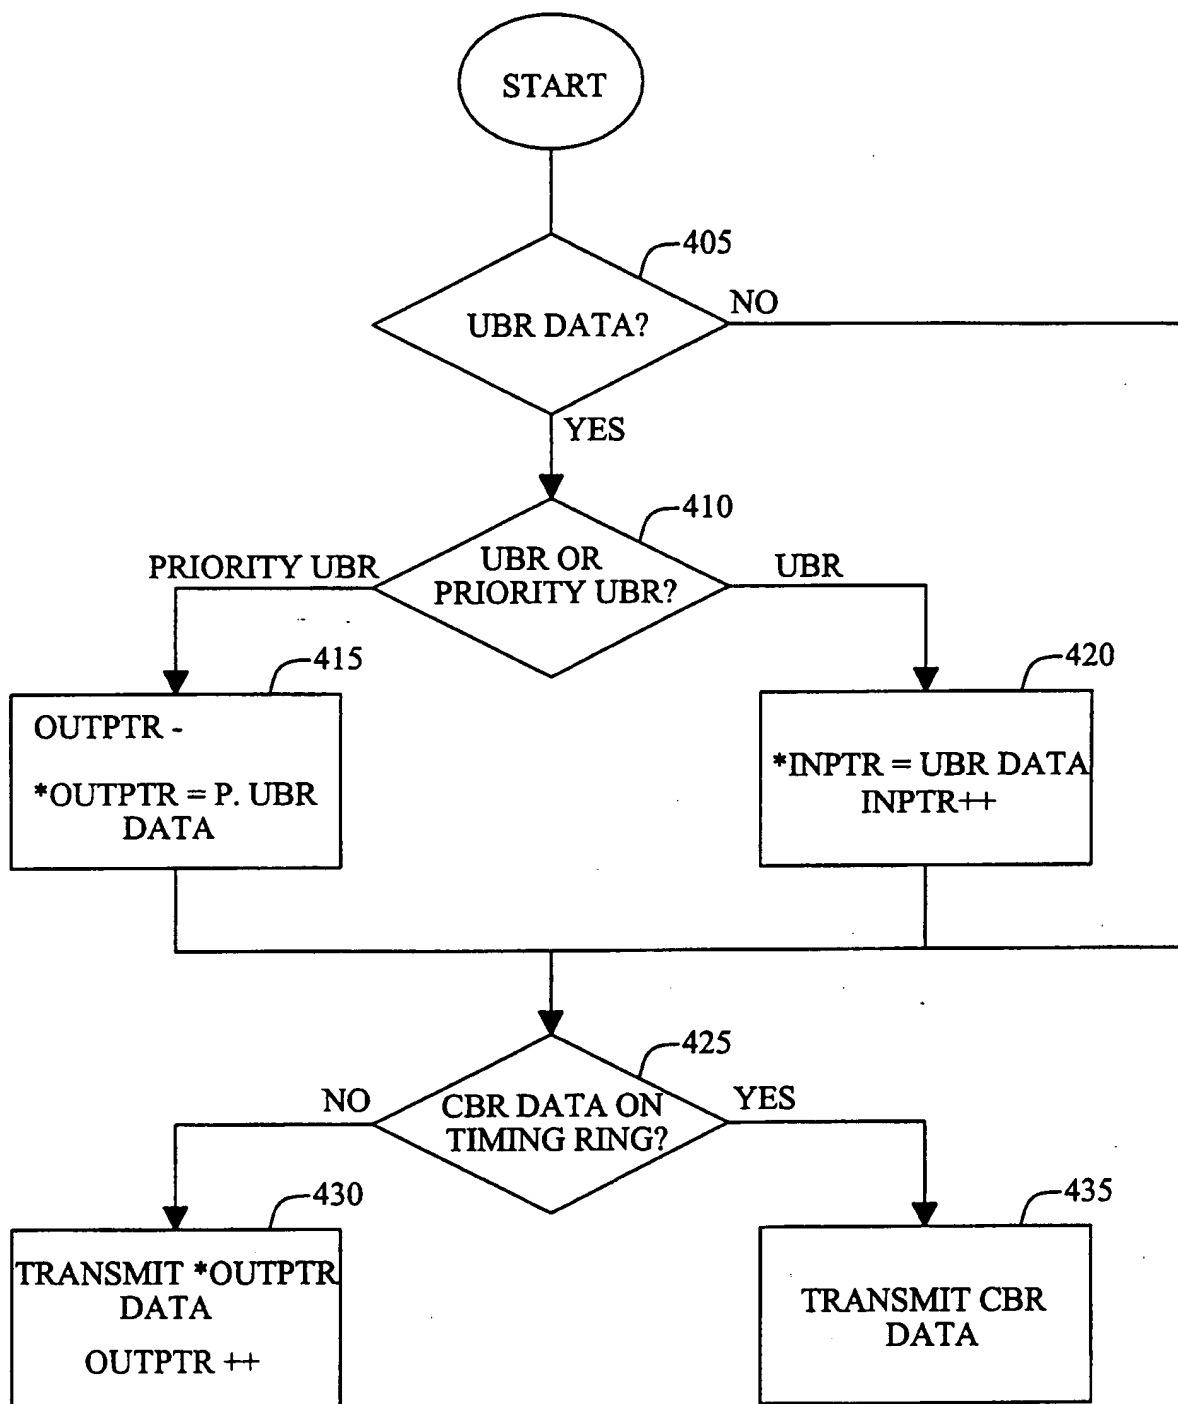 START
405
UBR DATA?
NO
YES
410
UBR OR
PRIORITY UBR?
PRIORITY UBR
UBR
415
OUTPTR -
*OUTPTR = P. UBR
DATA
420
*INPTR = UBR DATA
INPTR++
425
CBR DATA ON
TIMING RING?
NO
YES
430
TRANSMIT *OUTPTR
DATA
OUTPTR ++
435
TRANSMIT CBR
DATA